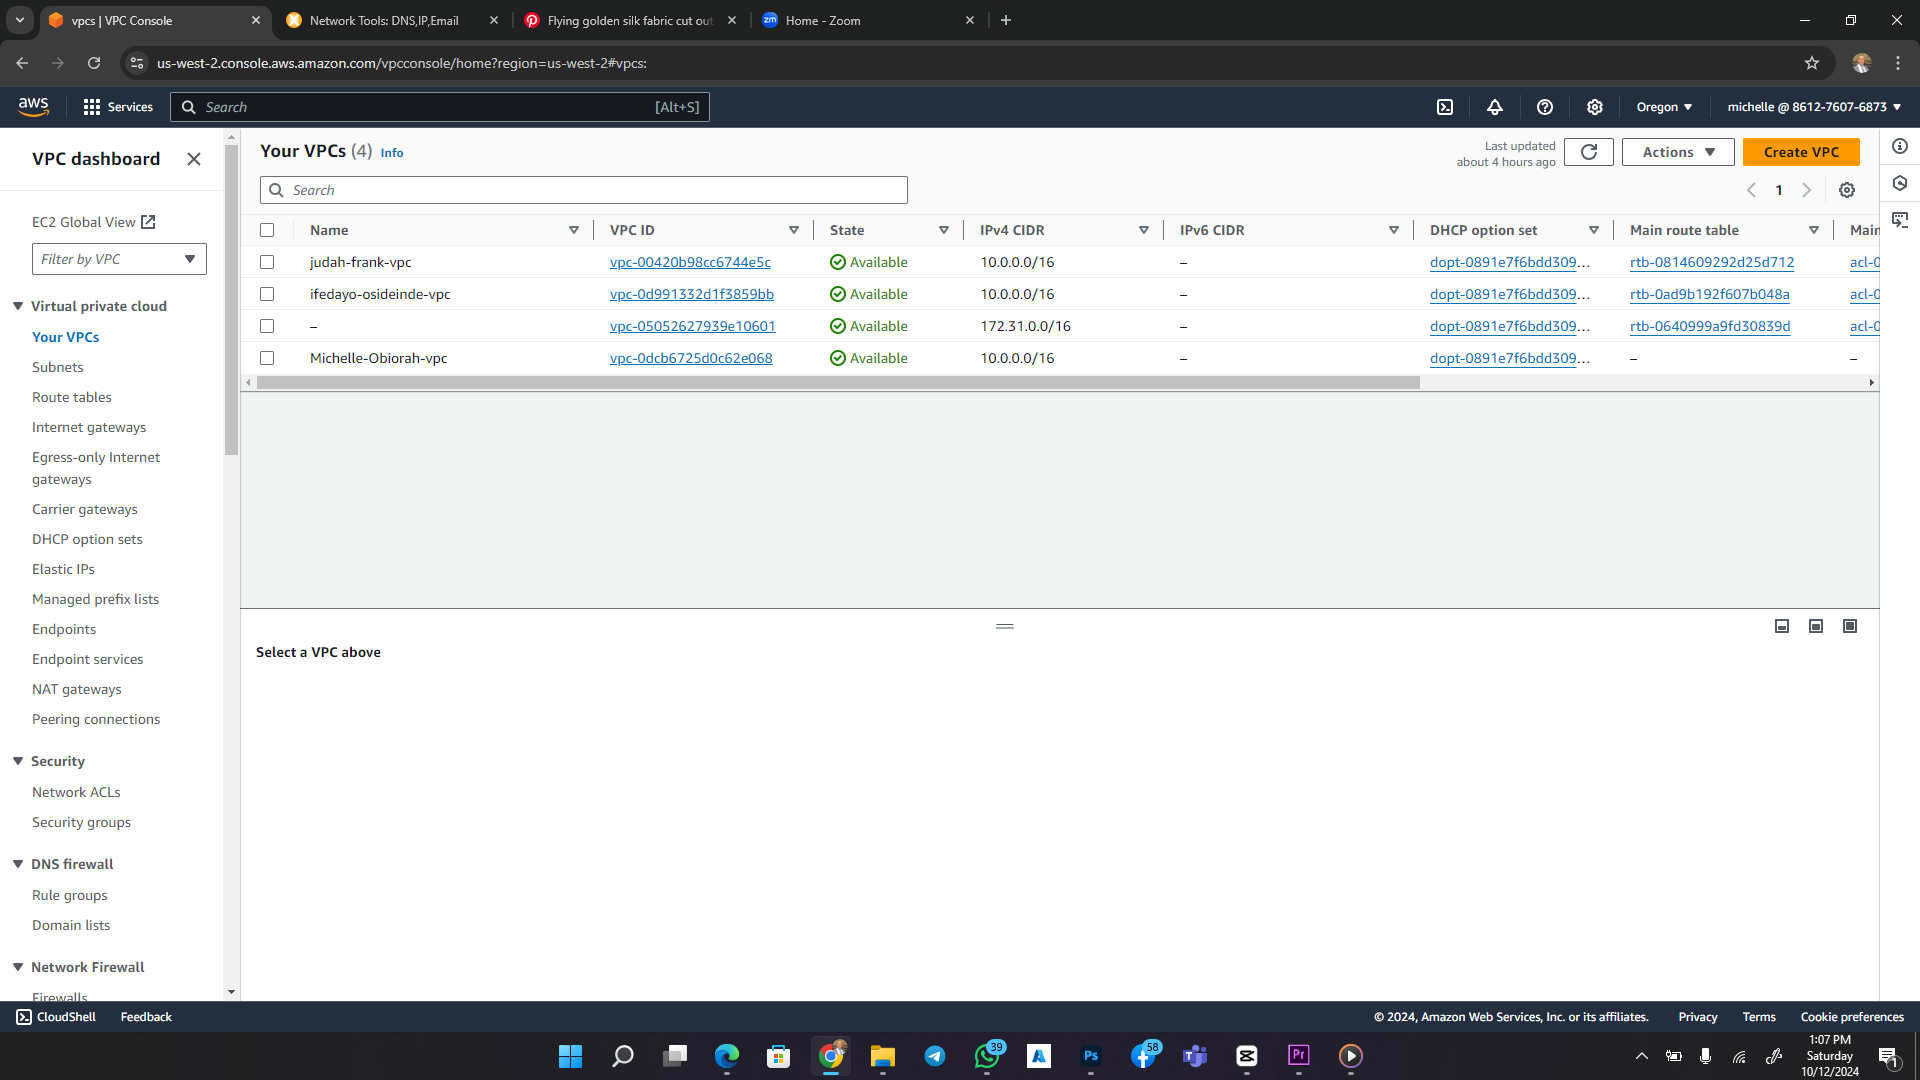 vpcs | VPC Console
Network Tools: DNS,IP,Email
Flying golden silk fabric cut out
Home - Zoom
us-west-2.console.aws.amazon.com/vpcconsole/home?region=us-west-2#vpcs:
aws
Services
Search
[Alt+S]
Oregon
michelle @ 8612-7607-6873
VPC dashboard
EC2 Global View
Filter by VPC
Virtual private cloud
Your VPCs
Subnets
Route tables
Internet gateways
Egress-only Internet
gateways
Carrier gateways
DHCP option sets
Elastic IPs
Managed prefix lists
Endpoints
Endpoint services
NAT gateways
Peering connections
Security
Network ACLs
Security groups
DNS firewall
Rule groups
Domain lists
Network Firewall
Firewalls
Your VPCs (4) Info
Last updated
about 4 hours ago
Actions
Create VPC
Search
1
Name VPC ID State IPv4 CIDR IPv6 CIDR DHCP option set Main route table Main
judah-frank-vpc vpc-00420b98cc6744e5c Available 10.0.0.0/16 – dopt-0891e7f6bdd309... rtb-0814609292d25d712 acl-0
ifedayo-osideinde-vpc vpc-0d991332d1f3859bb Available 10.0.0.0/16 – dopt-0891e7f6bdd309... rtb-0ad9b192f607b048a acl-0
– vpc-05052627939e10601 Available 172.31.0.0/16 – dopt-0891e7f6bdd309... rtb-0640999a9fd30839d acl-0
Michelle-Obiorah-vpc vpc-0dcb6725d0c62e068 Available 10.0.0.0/16 – dopt-0891e7f6bdd309... – –
Select a VPC above
CloudShell
Feedback
© 2024, Amazon Web Services, Inc. or its affiliates.
Privacy
Terms
Cookie preferences
39
Ps
58
Pr
1:07 PM
Saturday
10/12/2024
1